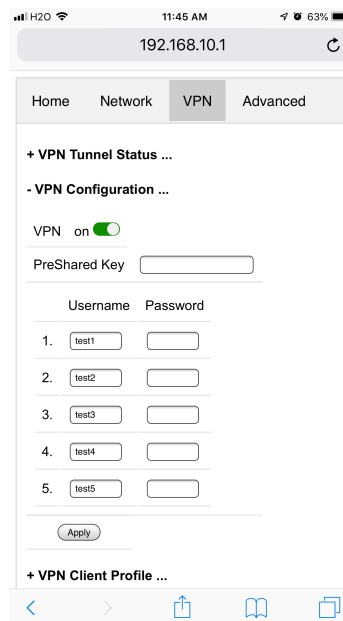 H2O 11:45 AM 63%
192.168.10.1
Home Network VPN Advanced
+ VPN Tunnel Status ...
- VPN Configuration ...
VPN on
PreShared Key
Username Password
1. test1
2. test2
3. test3
4. test4
5. test5
Apply
+ VPN Client Profile ...